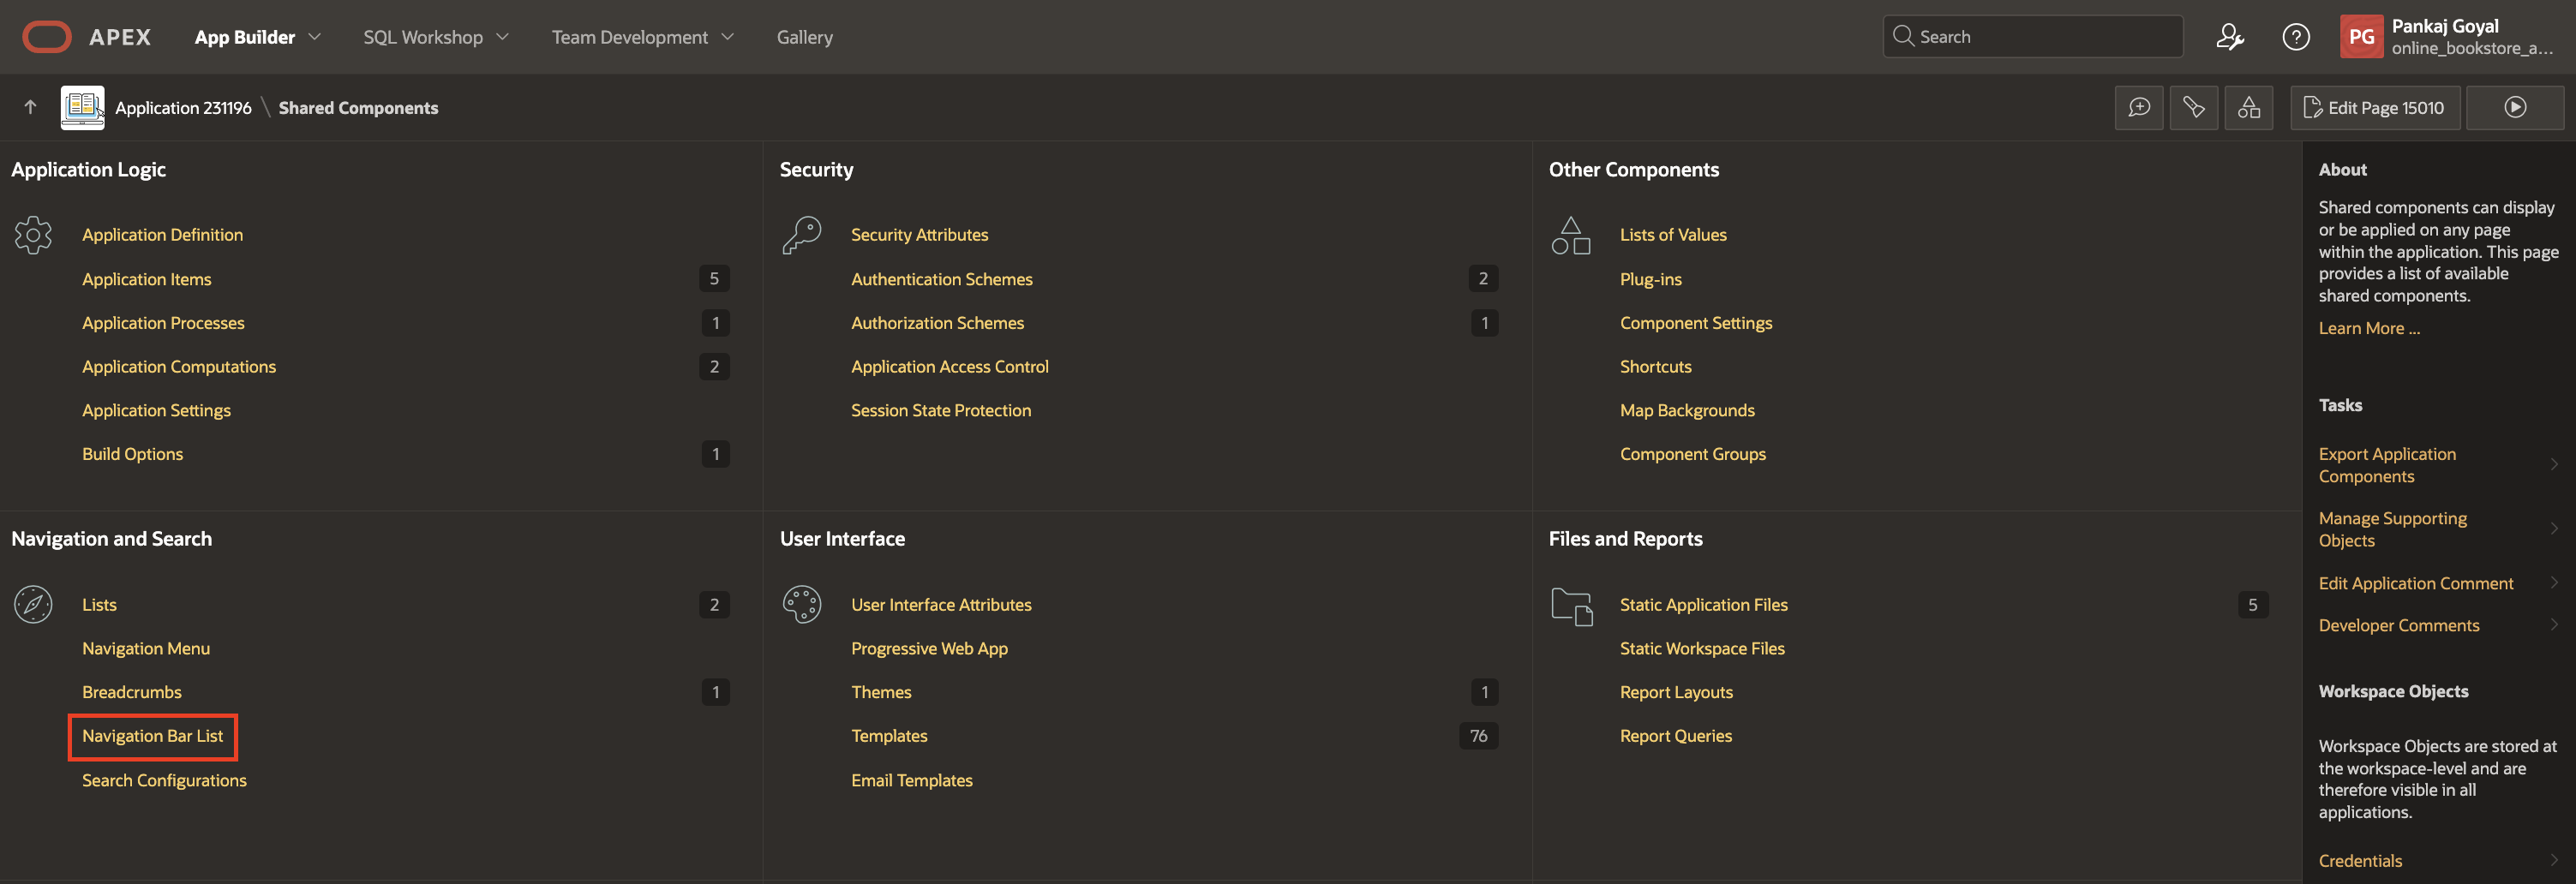 APEX
App Builder
SQL Workshop
Team Development
Gallery
Search
PG
Pankaj Goyal
online_bookstore_a...
Application 231196 \ Shared Components
Edit Page 15010
Application Logic
Application Definition
Application Items 5
Application Processes 1
Application Computations 2
Application Settings
Build Options 1
Security
Security Attributes
Authentication Schemes 2
Authorization Schemes 1
Application Access Control
Session State Protection
Other Components
Lists of Values
Plug-ins
Component Settings
Shortcuts
Map Backgrounds
Component Groups
Navigation and Search
Lists 2
Navigation Menu
Breadcrumbs 1
Navigation Bar List
Search Configurations
User Interface
User Interface Attributes
Progressive Web App
Themes 1
Templates 76
Email Templates
Files and Reports
Static Application Files 5
Static Workspace Files
Report Layouts
Report Queries
About
Shared components can display
or be applied on any page
within the application. This page
provides a list of available
shared components.
Learn More ...
Tasks
Export Application
Components
Manage Supporting
Objects
Edit Application Comment
Developer Comments
Workspace Objects
Workspace Objects are stored at
the workspace-level and are
therefore visible in all
applications.
Credentials